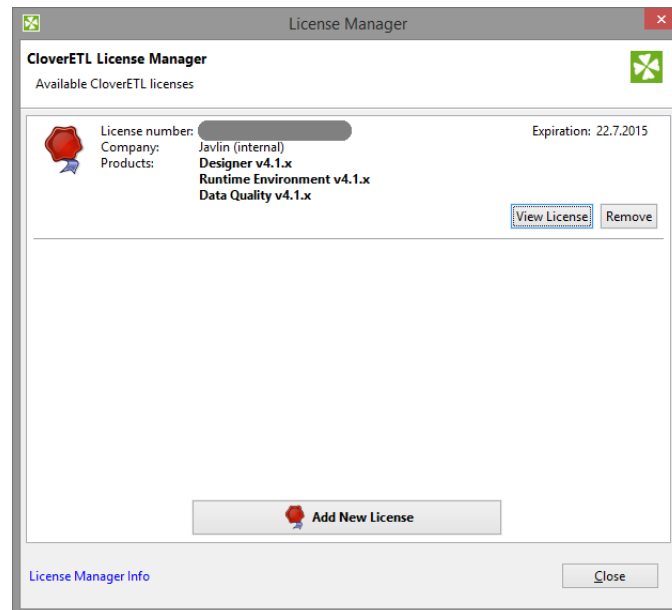 License Manager
CloverETL License Manager
Available CloverETL licenses
License number:
Expiration: 22.7.2015
Company: Javlin (internal)
Products: Designer v4.1.x
Runtime Environment v4.1.x
Data Quality v4.1.x
View License
Remove
Add New License
License Manager Info
Close